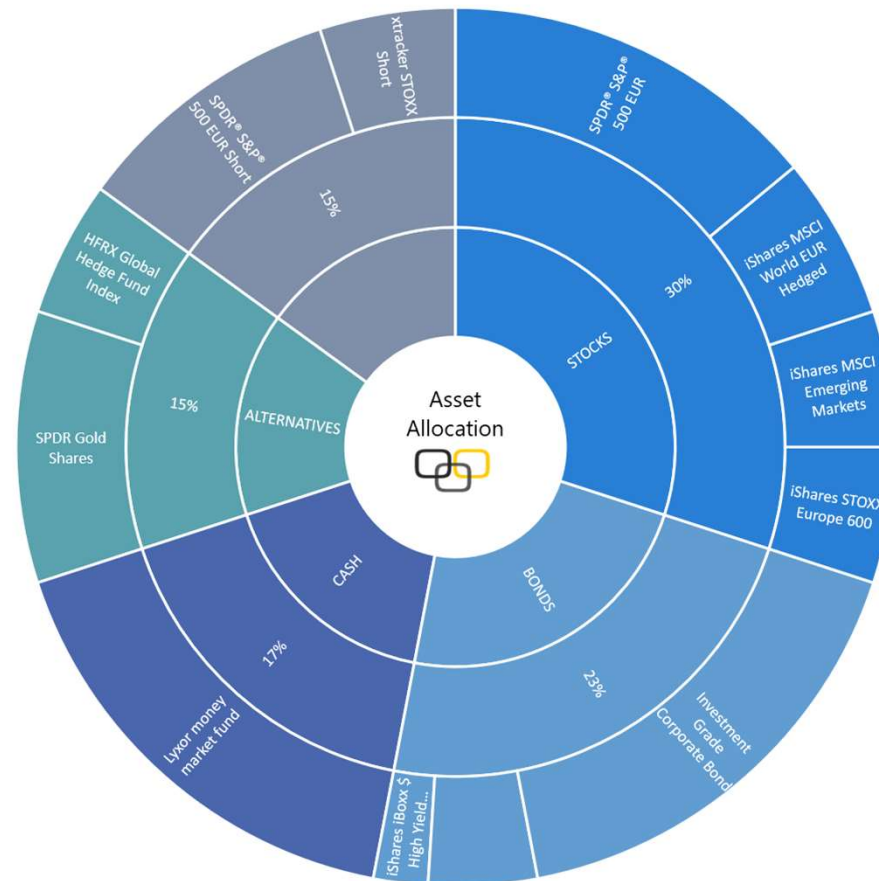 Asset
Allocation
STOCKS
30%
SPDR® S&P®
500 EUR
iShares MSCI
World EUR
Hedged
iShares MSCI
Emerging
Markets
iShares STOXX
Europe 600
BONDS
23%
Investment
Grade
Corporate Bond
iShares iBoxx $
High Yield...
CASH
17%
Lyxor money
market fund
ALTERNATIVES
15%
SPDR Gold
Shares
HFRX Global
Hedge Fund
Index
15%
SPDR® S&P®
500 EUR Short
xtracker STOXX
Short